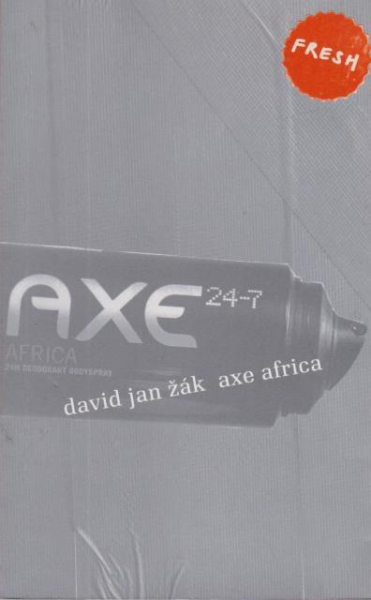 FRESH
AXE 24-7
AFRICA
24H DEODORANT BODYSPRAY
david jan žák axe africa